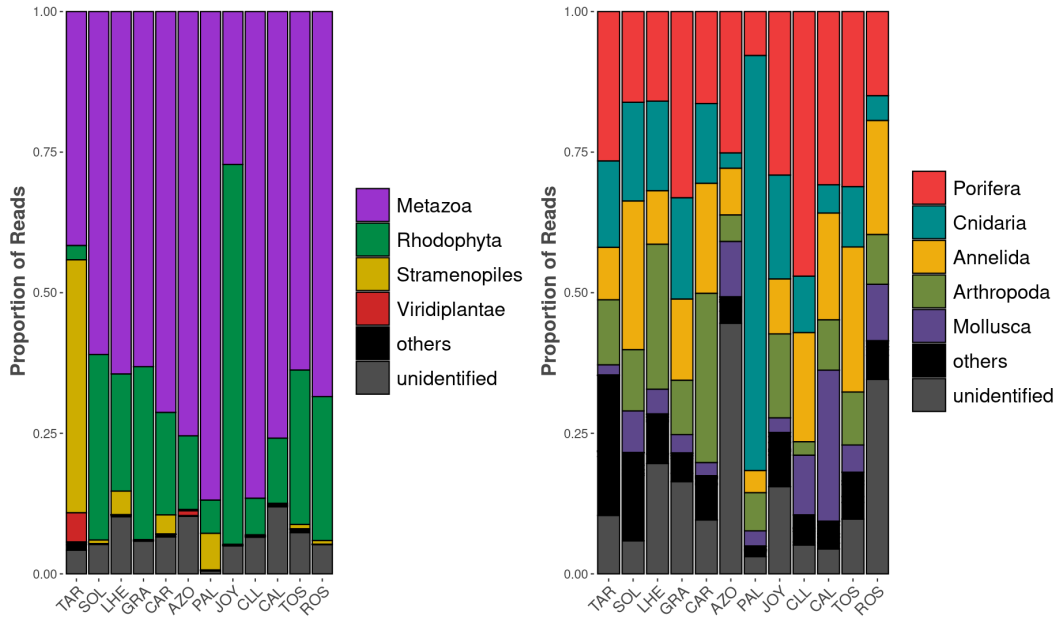 Proportion of Reads
1.00
0.75
0.50
0.25
0.00
TAR SOL LHE GRA CAR AZO PAL JOY CLL CAL TOS ROS
Metazoa
Rhodophyta
Stramenopiles
Viridiplantae
others
unidentified
Proportion of Reads
1.00
0.75
0.50
0.25
0.00
TAR SOL LHE GRA CAR AZO PAL JOY CLL CAL TOS ROS
Porifera
Cnidaria
Annelida
Arthropoda
Mollusca
others
unidentified